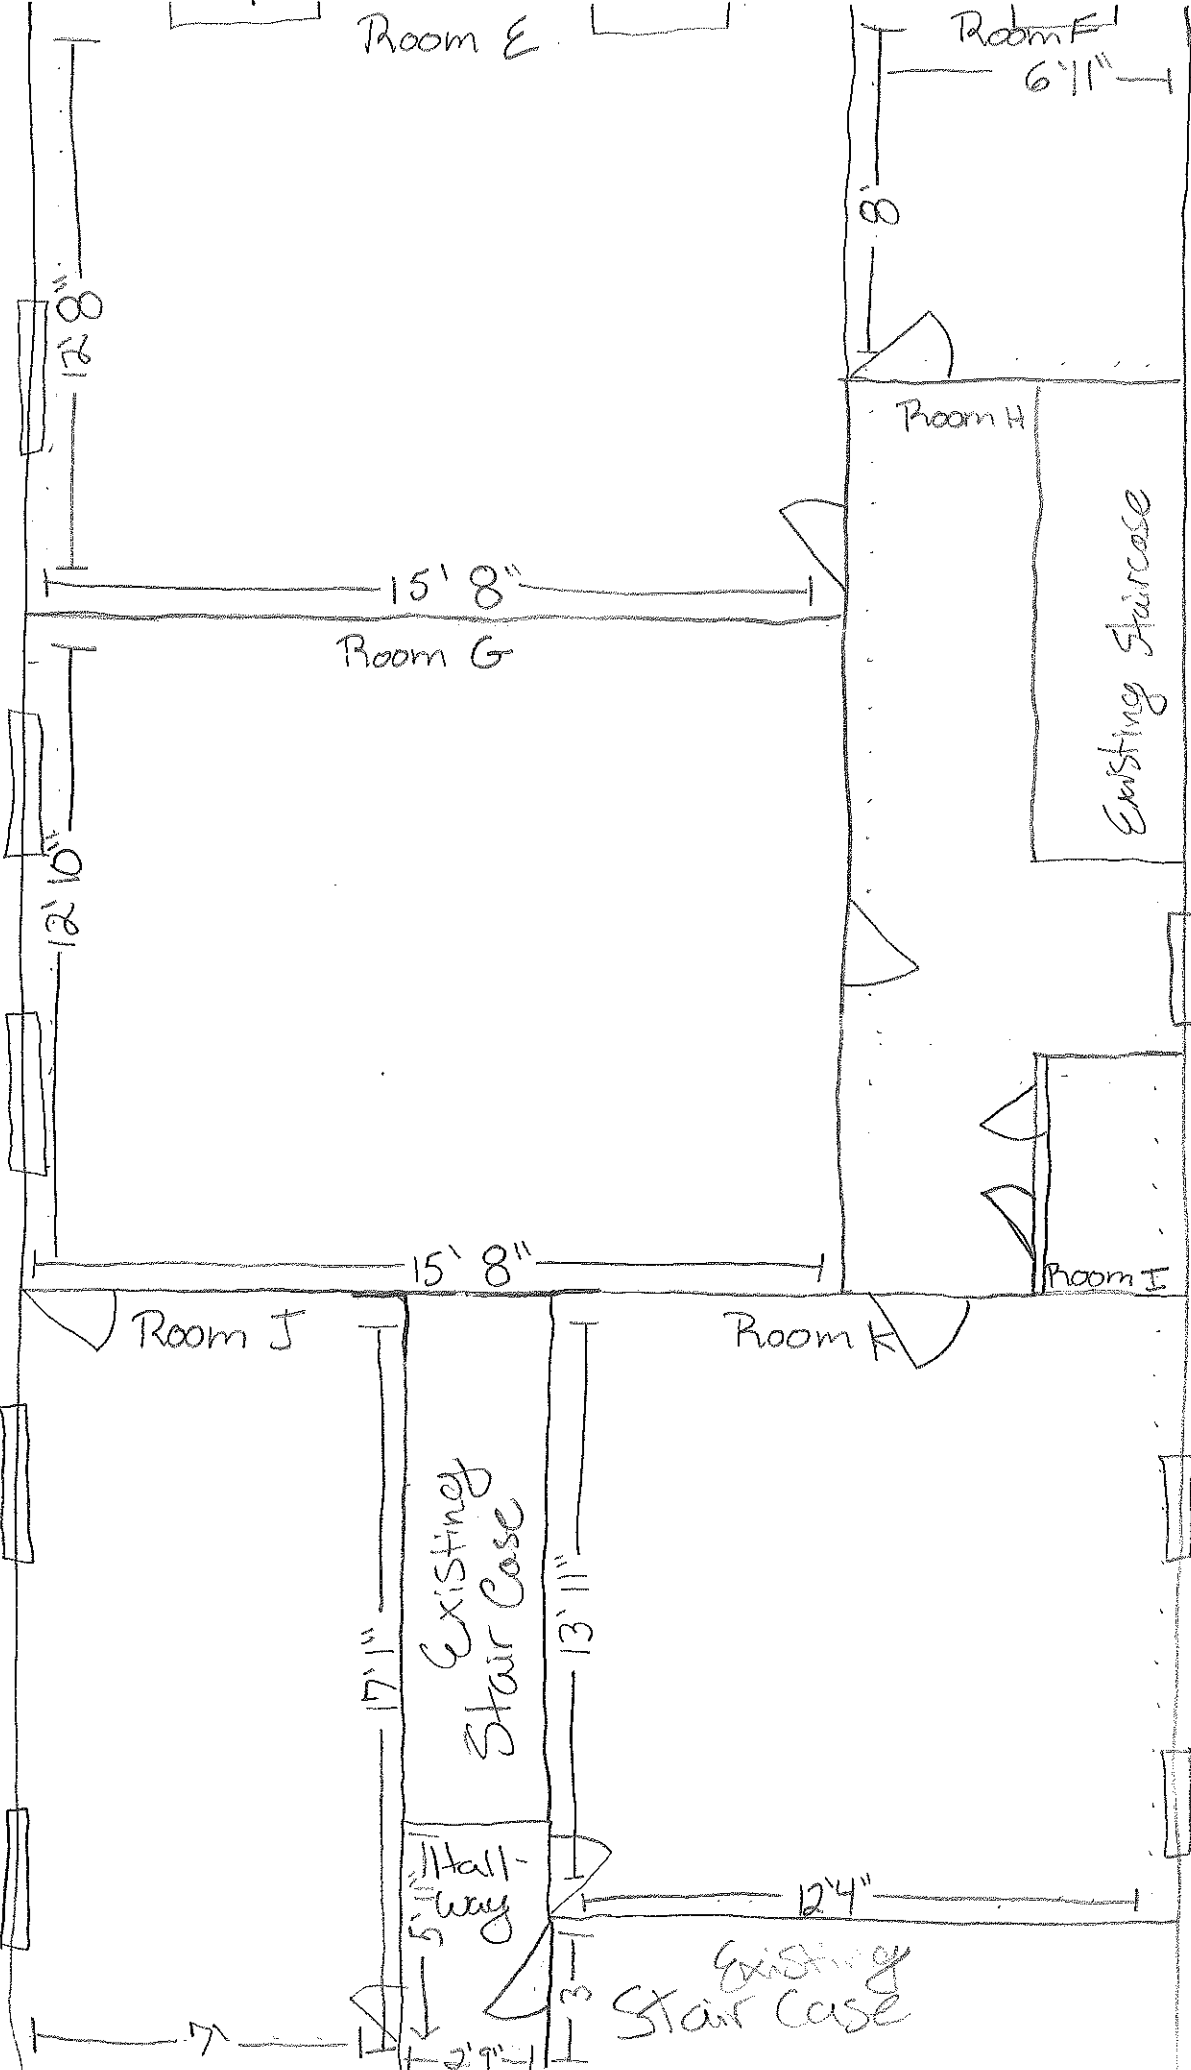 Room E
Room F
6'11"
8'
12'8"
Room H
Existing Staircase
15' 8"
Room G
12'10"
15' 8"
Room I
Room J
Room K
Existing
Stair Case
17'1"
13' 11"
Hall-
way
5'11"
12'4"
Existing
Stair Case
3
7'
2'9"